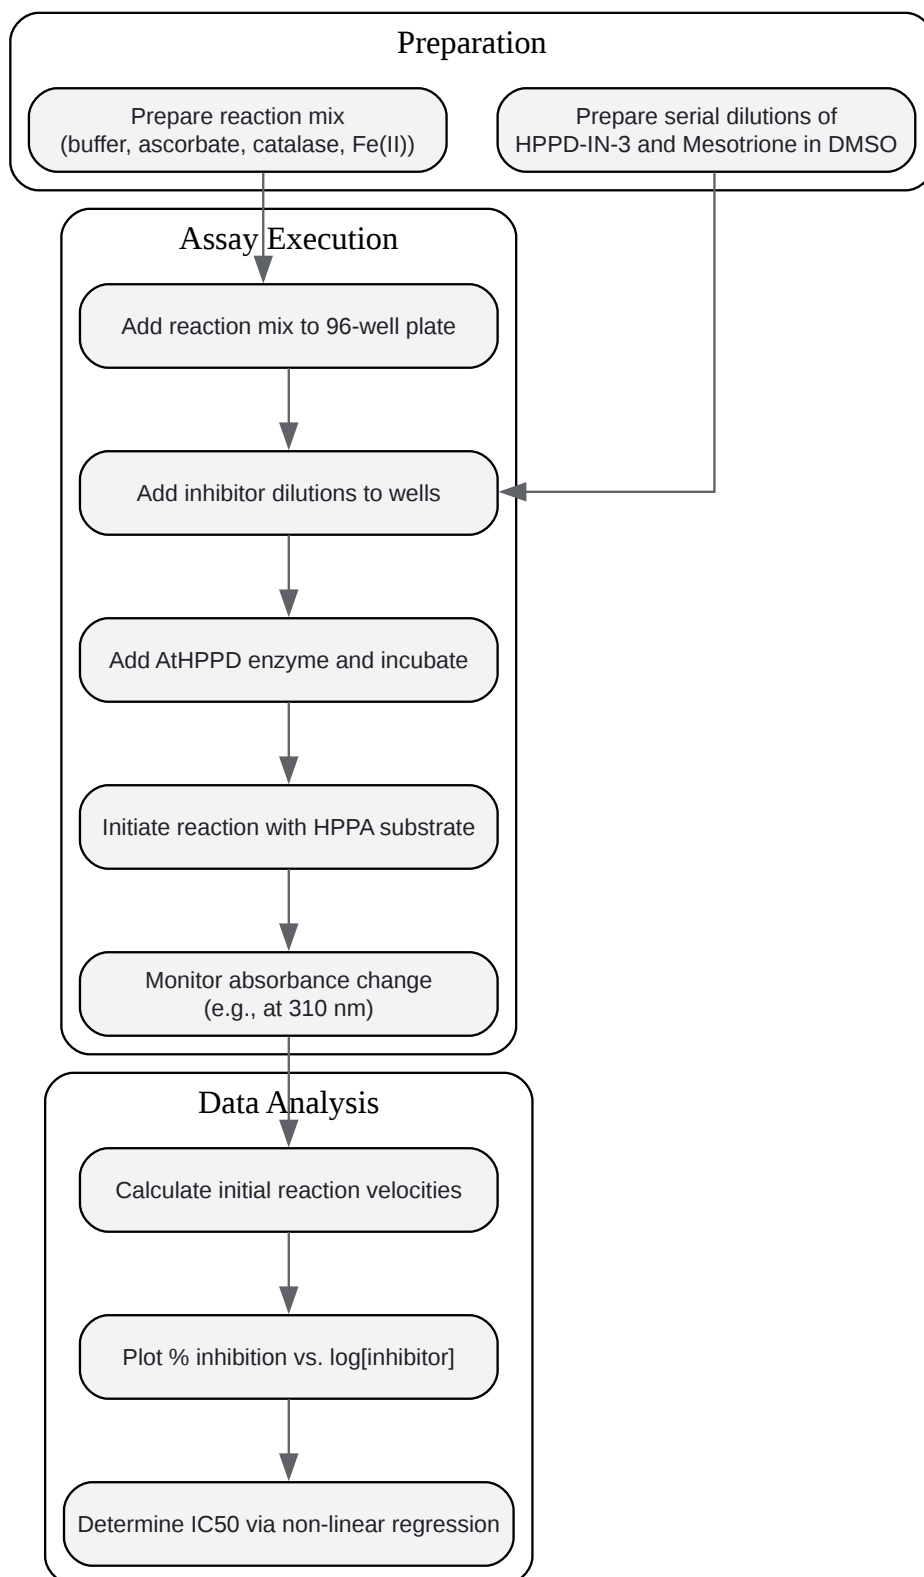 Preparation
Prepare reaction mix
(buffer, ascorbate, catalase, Fe(II))
Prepare serial dilutions of
HPPD-IN-3 and Mesotrione in DMSO
Assay Execution
Add reaction mix to 96-well plate
Add inhibitor dilutions to wells
Add AtHPPD enzyme and incubate
Initiate reaction with HPPA substrate
Monitor absorbance change
(e.g., at 310 nm)
Data Analysis
Calculate initial reaction velocities
Plot % inhibition vs. log[inhibitor]
Determine IC50 via non-linear regression